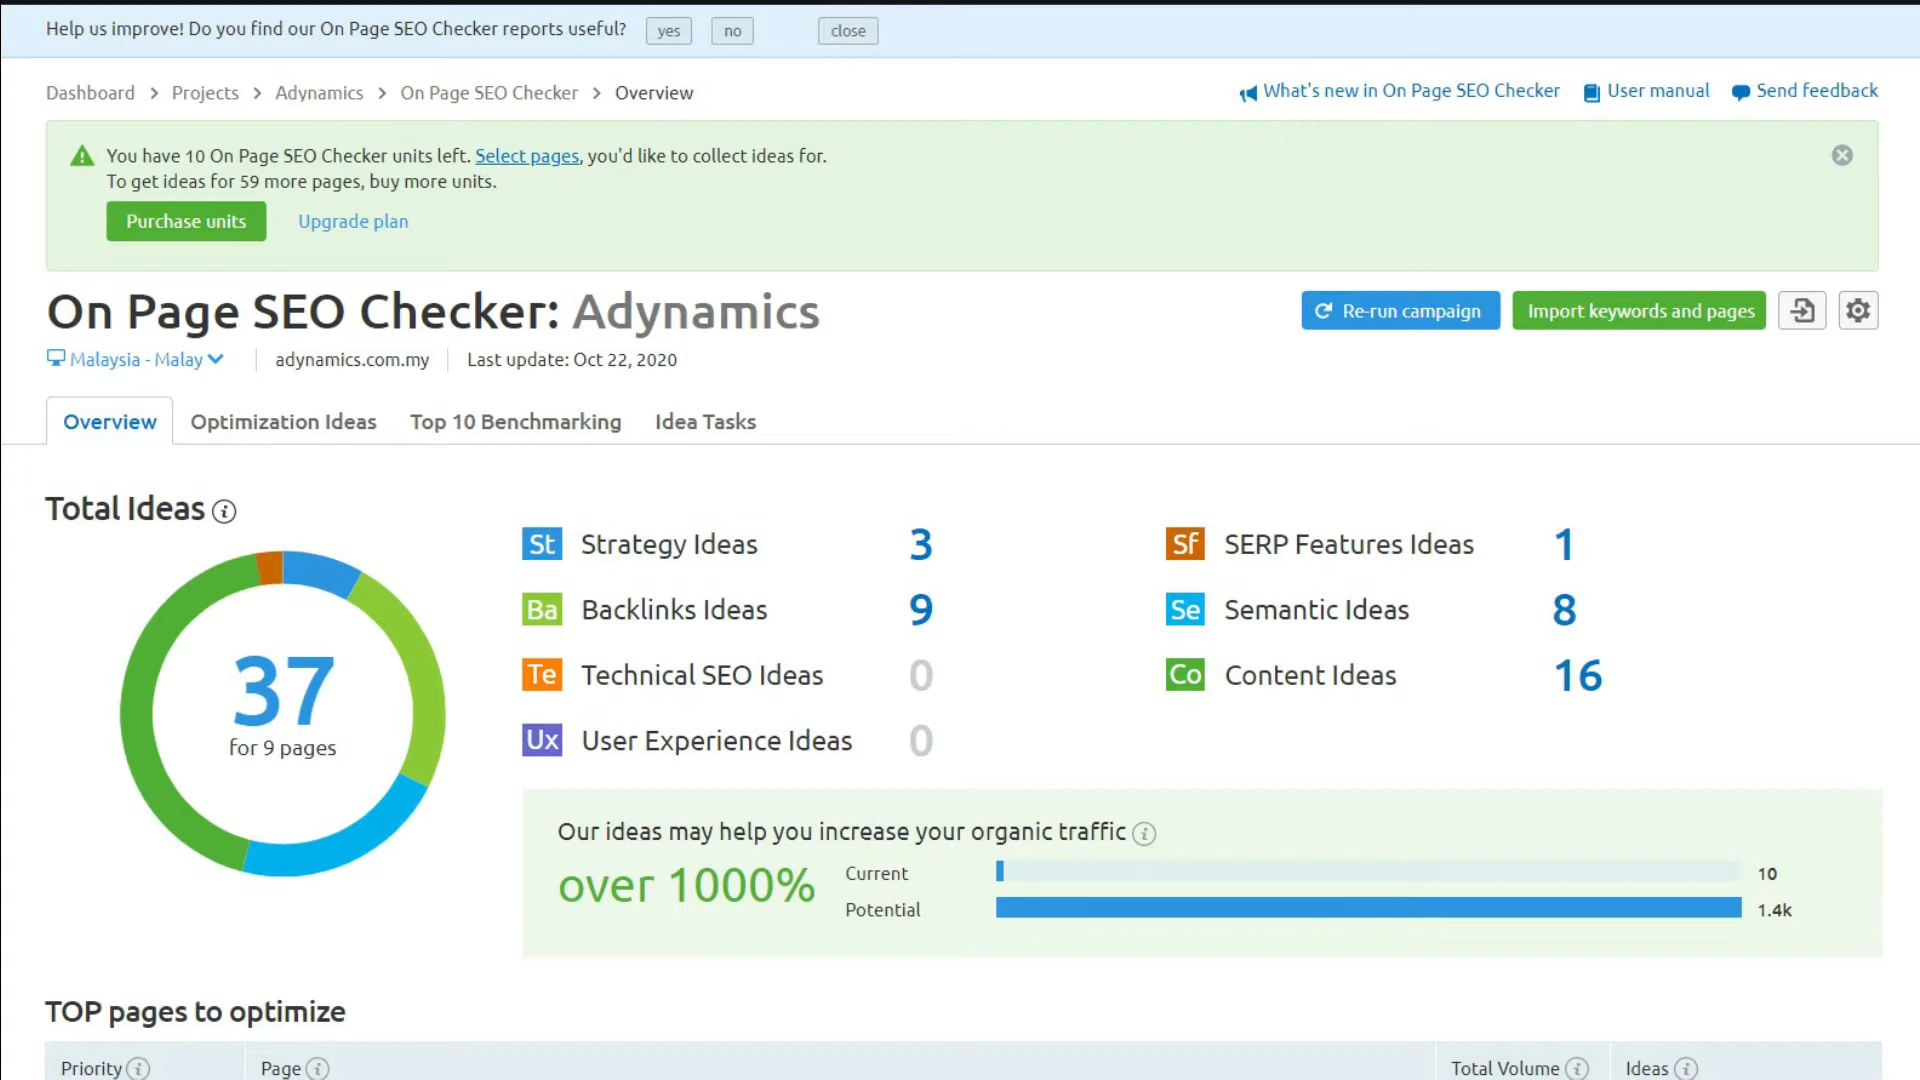 Help us improve! Do you find our On Page SEO Checker reports useful? yes no close
Dashboard > Projects > Adynamics > On Page SEO Checker > Overview
What's new in On Page SEO Checker User manual Send feedback
You have 10 On Page SEO Checker units left. Select pages, you'd like to collect ideas for.
To get ideas for 59 more pages, buy more units.
Purchase units Upgrade plan
On Page SEO Checker: Adynamics
Re-run campaign Import keywords and pages
Malaysia - Malay adynamics.com.my Last update: Oct 22, 2020
Overview Optimization Ideas Top 10 Benchmarking Idea Tasks
Total Ideas
37
for 9 pages
St Strategy Ideas 3
Ba Backlinks Ideas 9
Te Technical SEO Ideas 0
Ux User Experience Ideas 0
Sf SERP Features Ideas 1
Se Semantic Ideas 8
Co Content Ideas 16
Our ideas may help you increase your organic traffic
over 1000%
Current 10
Potential 1.4k
TOP pages to optimize
Priority Page Total Volume Ideas